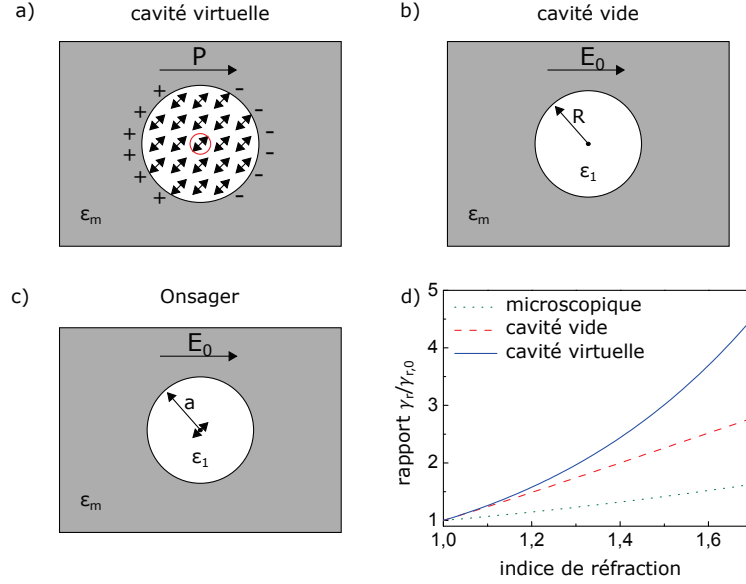 a)
cavité virtuelle
P
+ + + + + +
- - - - - -
εm
b)
cavité vide
E0
R
ε1
εm
c)
Onsager
E0
a
ε1
εm
d)
microscopique
cavité vide
cavité virtuelle
rapport γr/γr,0
5
4
3
2
1
1,0
1,2
1,4
1,6
indice de réfraction